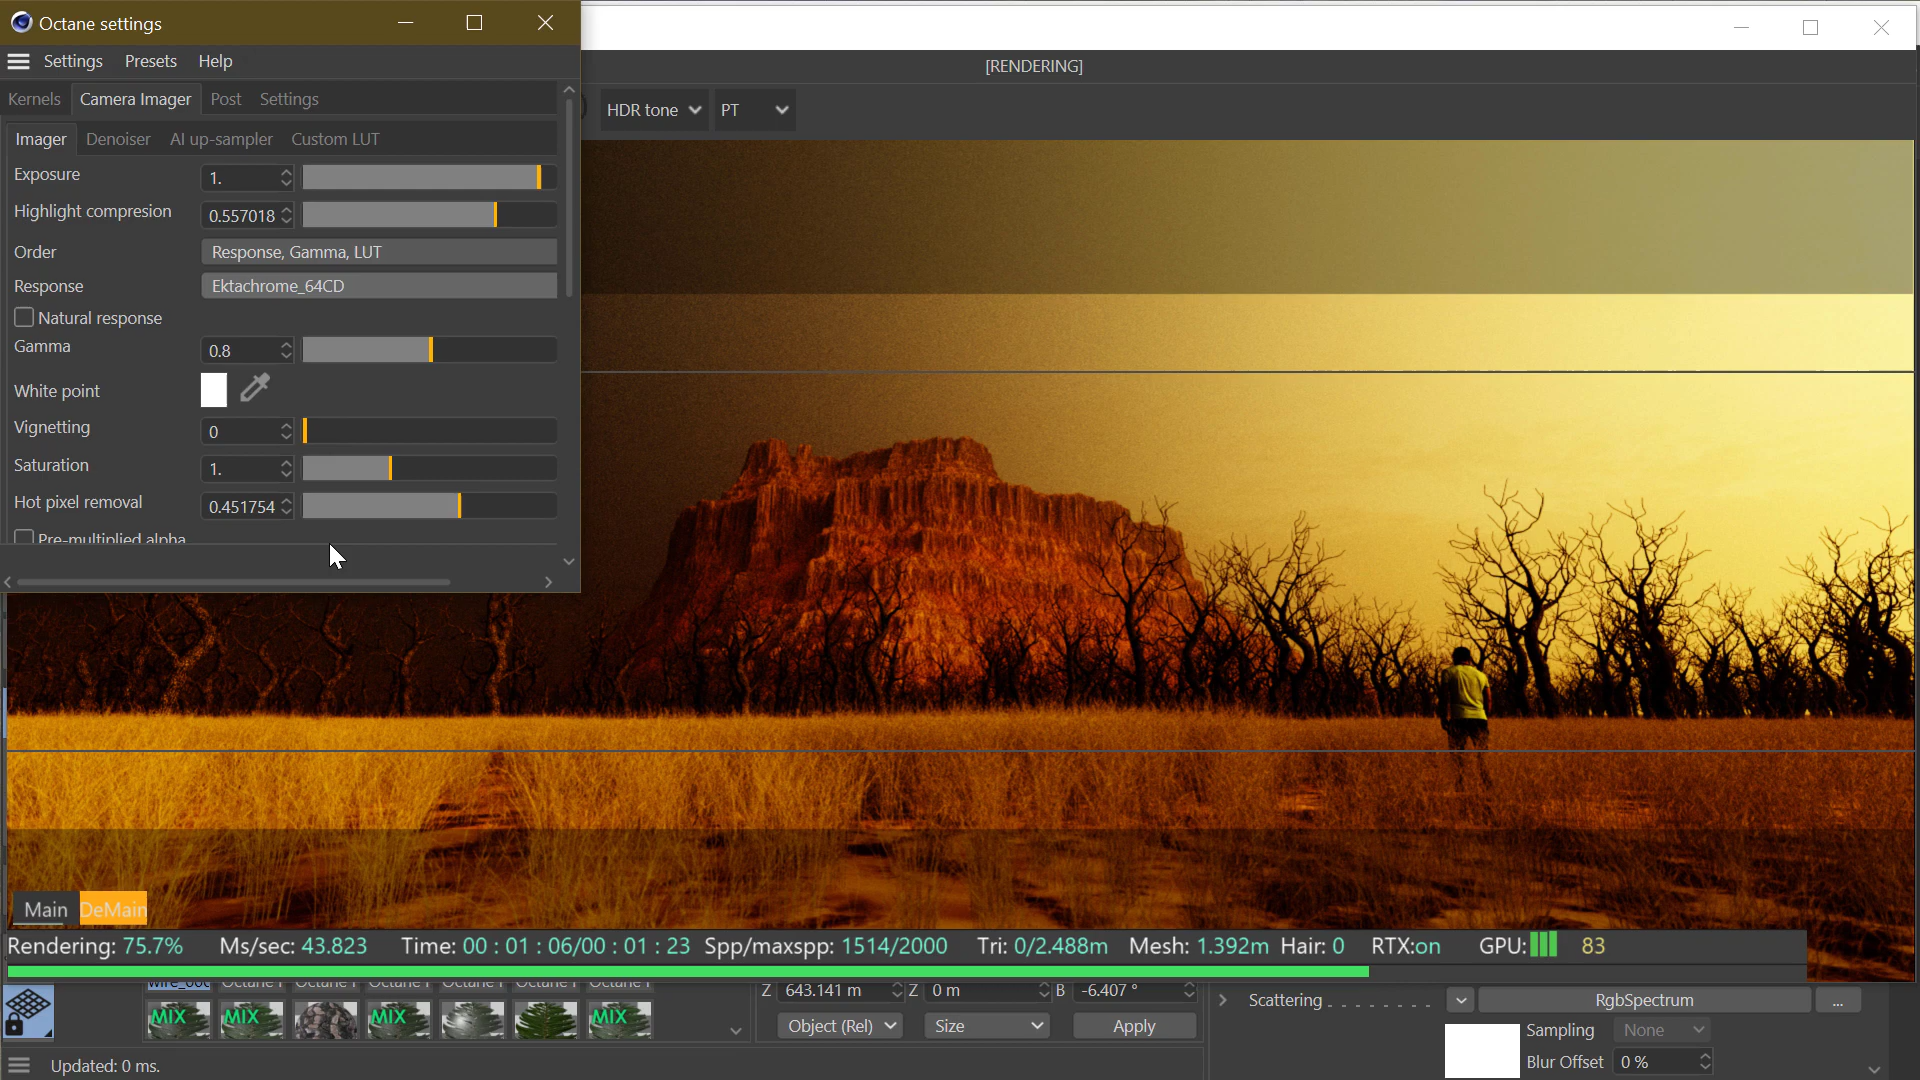 Octane settings
Settings Presets Help
[RENDERING]
Kernels Camera Imager Post Settings
HDR tone PT
Imager Denoiser AI up-sampler Custom LUT
Exposure 1.
Highlight compresion 0.557018
Order Response, Gamma, LUT
Response Ektachrome_64CD
Natural response
Gamma 0.8
White point
Vignetting 0
Saturation 1.
Hot pixel removal 0.451754
Pre-multiplied alpha
Main DeMain
Rendering: 75.7% Ms/sec: 43.823 Time: 00 : 01 : 06/00 : 01 : 23 Spp/maxspp: 1514/2000 Tri: 0/2.488m Mesh: 1.392m Hair: 0 RTX:on GPU: 83
Z 643.141 m Z 0 m B -6.407 °
Scattering RgbSpectrum ...
MIX MIX MIX MIX
Object (Rel) Size Apply
Sampling None
Blur Offset 0 %
Updated: 0 ms.